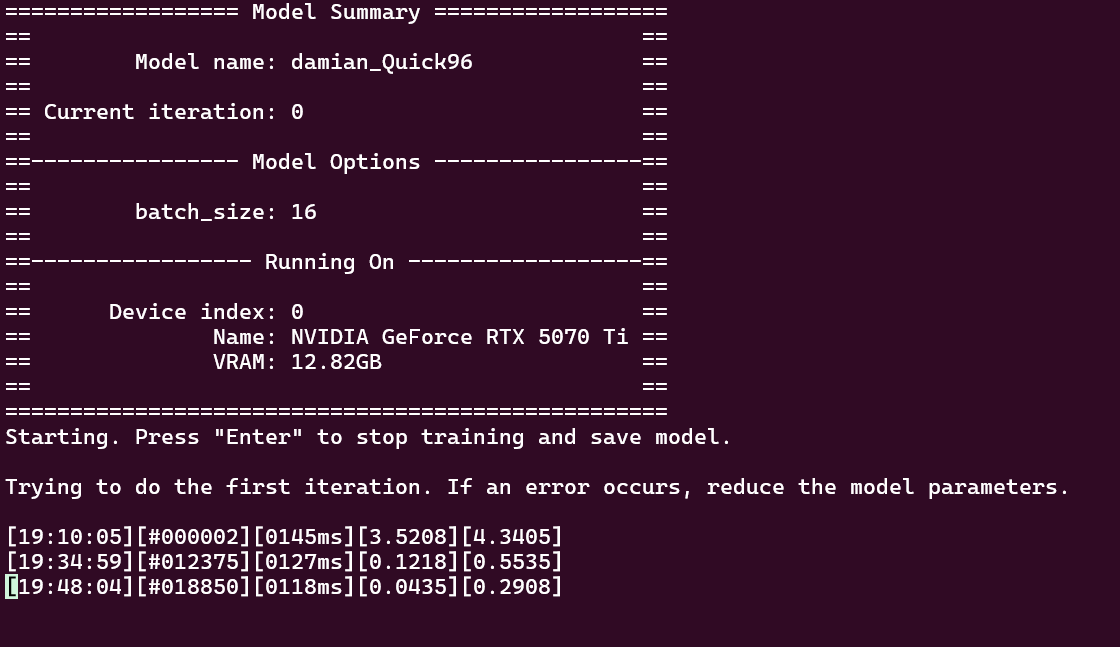 ================== Model Summary ==================
==                                               ==
==        Model name: damian_Quick96             ==
==                                               ==
== Current iteration: 0                          ==
==                                               ==
==---------------- Model Options ----------------==
==                                               ==
==        batch_size: 16                         ==
==                                               ==
==----------------- Running On ------------------==
==                                               ==
==      Device index: 0                          ==
==              Name: NVIDIA GeForce RTX 5070 Ti ==
==              VRAM: 12.82GB                    ==
==                                               ==
===================================================
Starting. Press "Enter" to stop training and save model.
Trying to do the first iteration. If an error occurs, reduce the model parameters.
[19:10:05][#000002][0145ms][3.5208][4.3405]
[19:34:59][#012375][0127ms][0.1218][0.5535]
[19:48:04][#018850][0118ms][0.0435][0.2908]